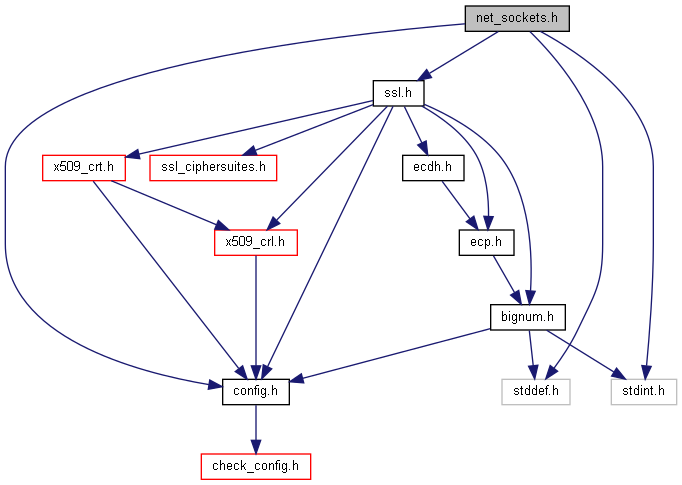 net_sockets.h
ssl.h
x509_crt.h
ssl_ciphersuites.h
ecdh.h
x509_crl.h
ecp.h
bignum.h
config.h
stddef.h
stdint.h
check_config.h